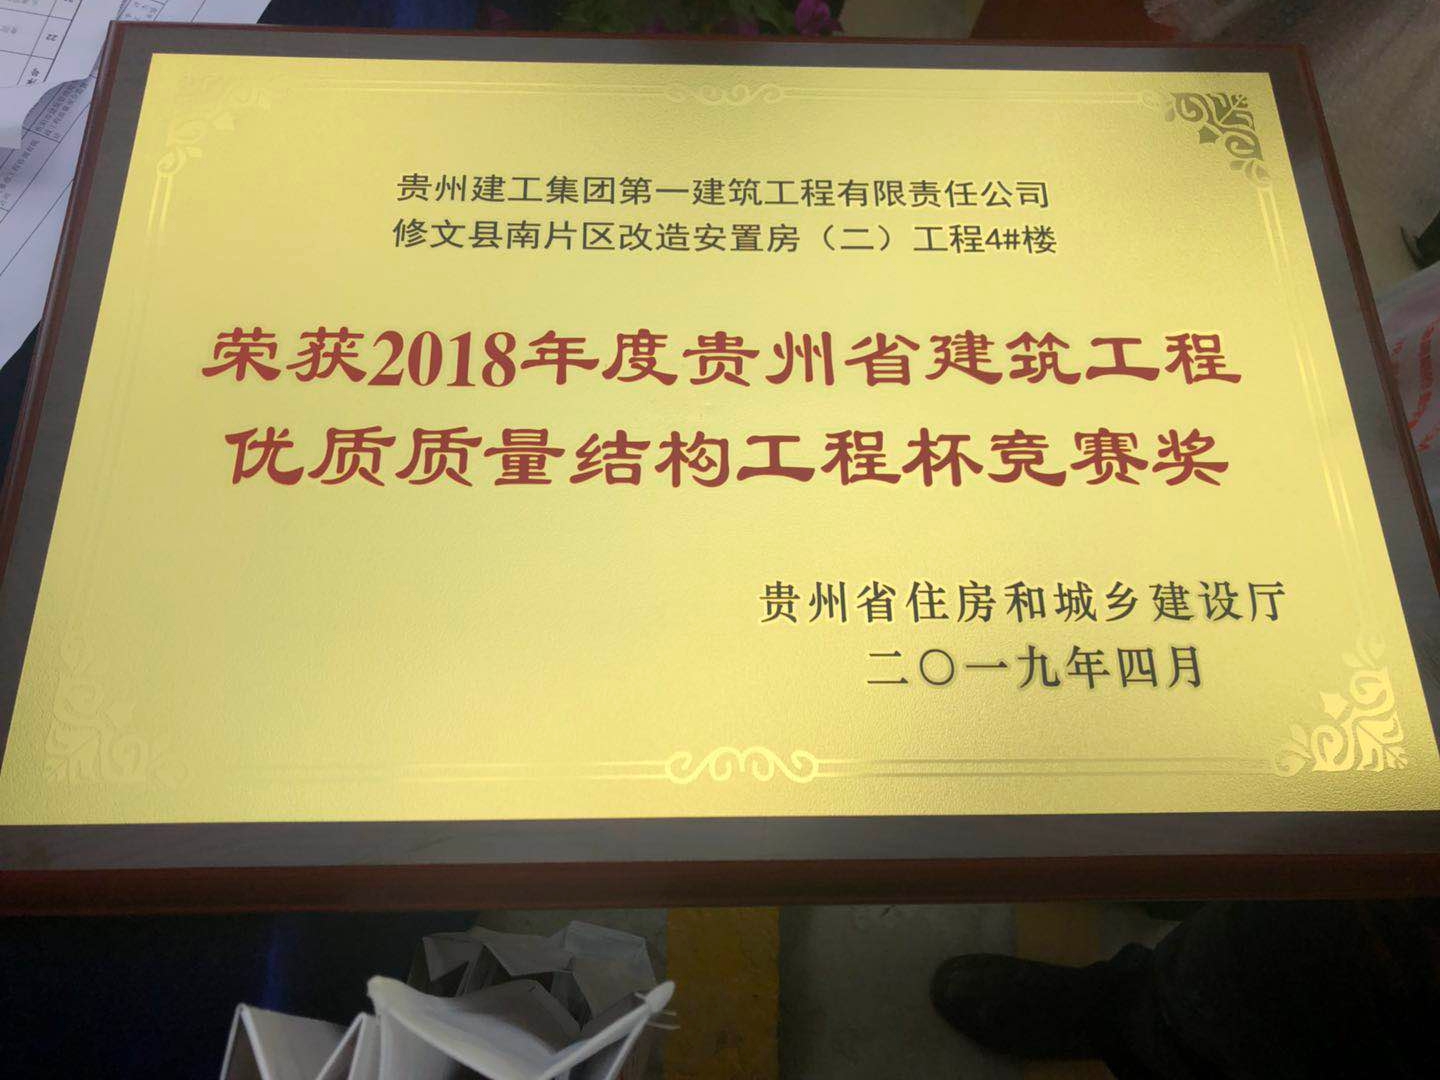 贵州建工集团第一建筑工程有限责任公司
修文县南片区改造安置房（二）工程4#楼
荣获2018年度贵州省建筑工程
优质质量结构工程杯竞赛奖
贵州省住房和城乡建设厅
二〇一九年四月